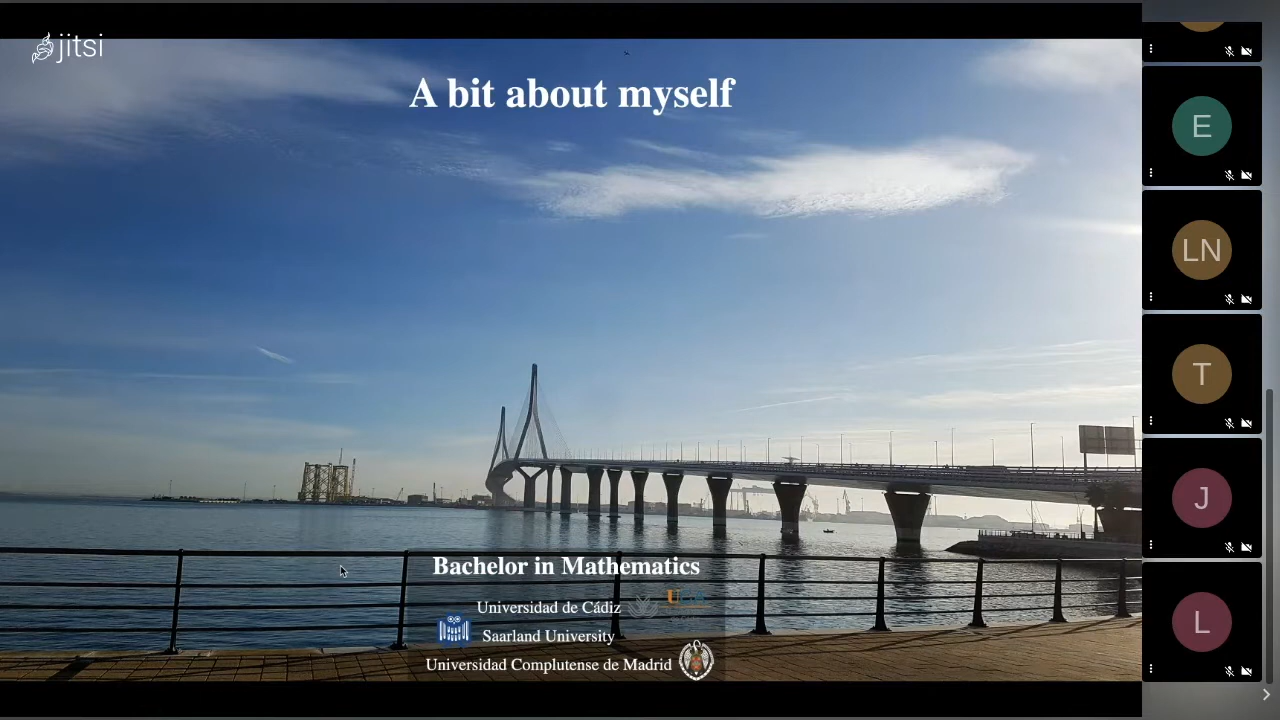 jitsi
A bit about myself
E
LN
T
J
L
Bachelor in Mathematics
Universidad de Cádiz
Saarland University
Universidad Complutense de Madrid